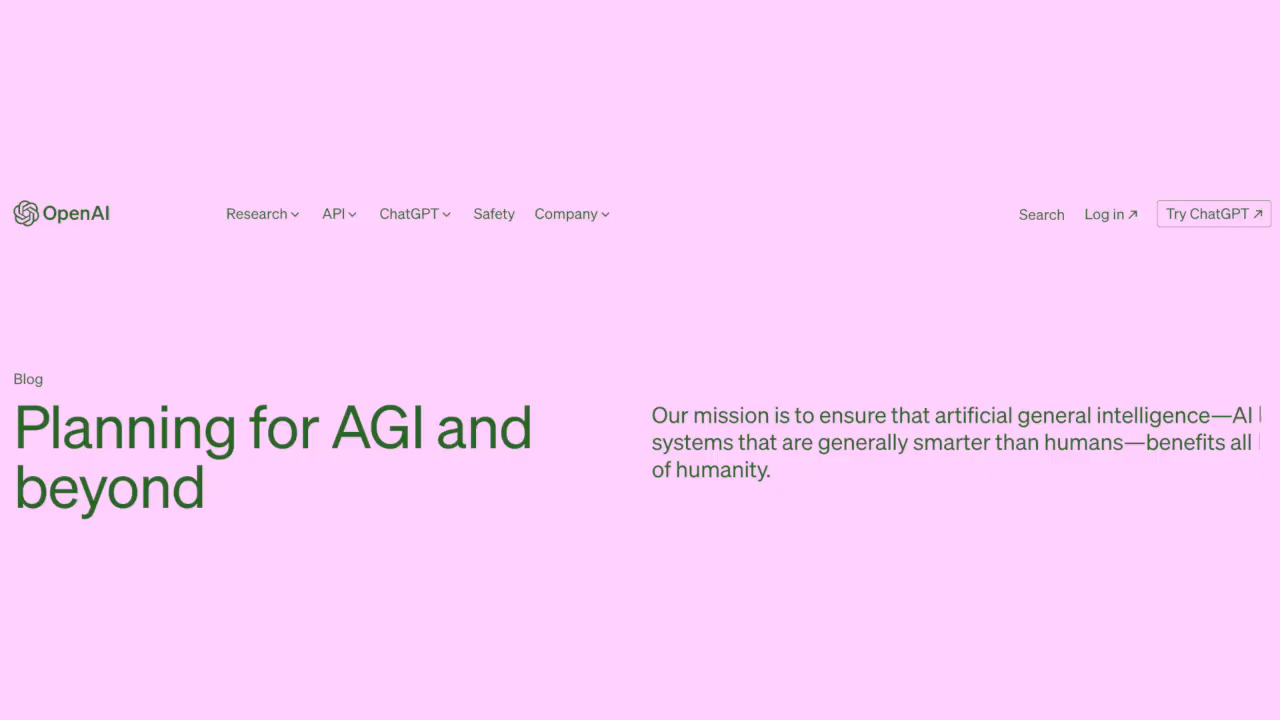 OpenAI Research API ChatGPT Safety Company Search Log in ↗ Try ChatGPT ↗
Blog
Planning for AGI and
beyond
Our mission is to ensure that artificial general intelligence—AI
systems that are generally smarter than humans—benefits all
of humanity.